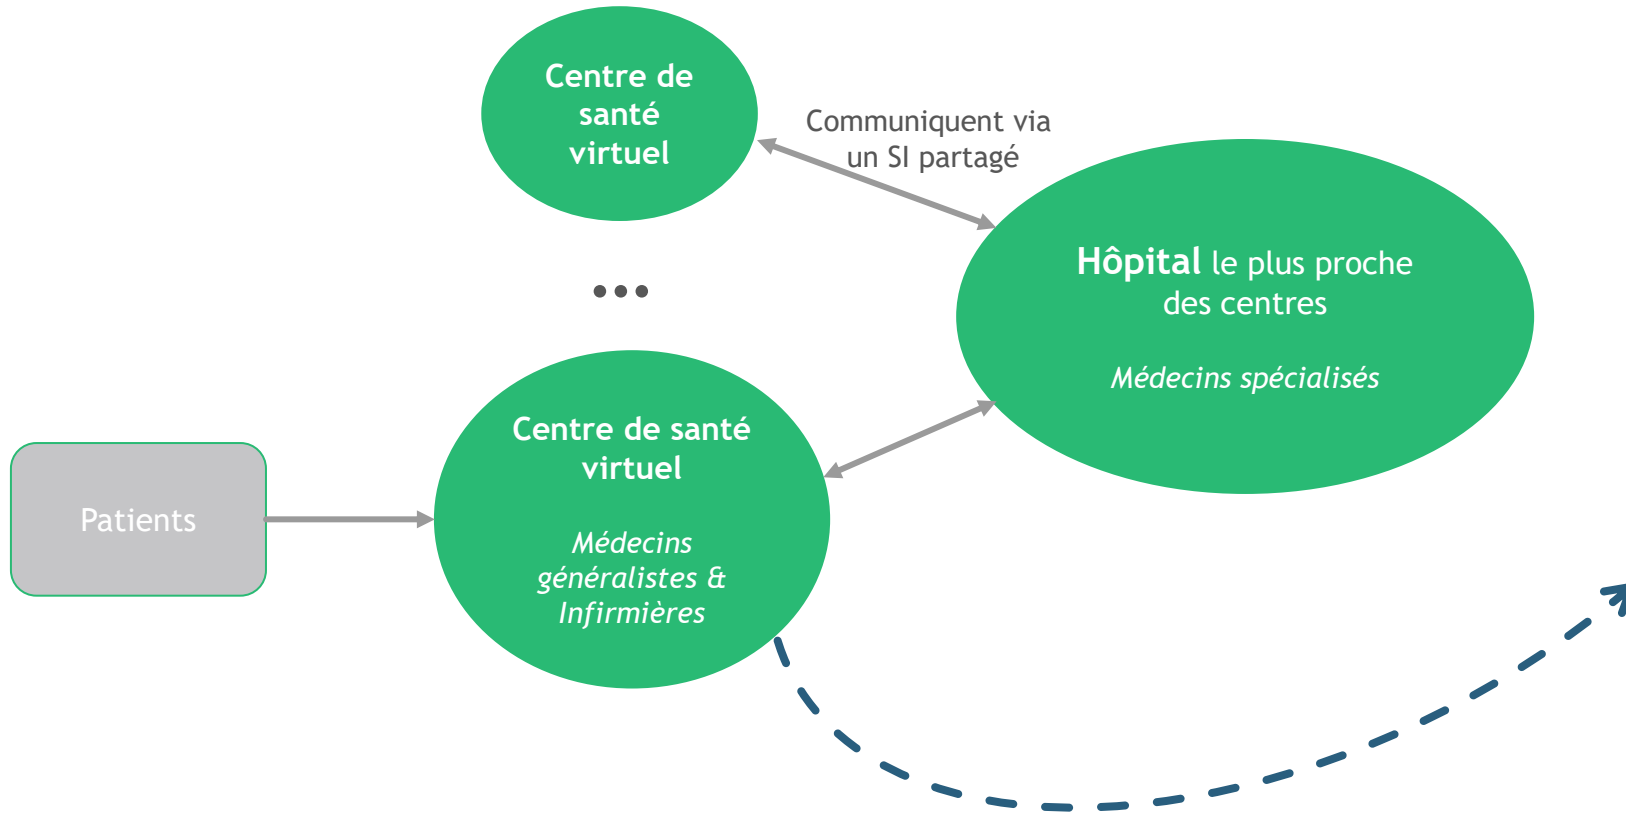 Centre de
santé
virtuel
Communiquent via
un SI partagé
Hôpital le plus proche
des centres
Médecins spécialisés
...
Centre de santé
virtuel
Médecins
généralistes &
Infirmières
Patients